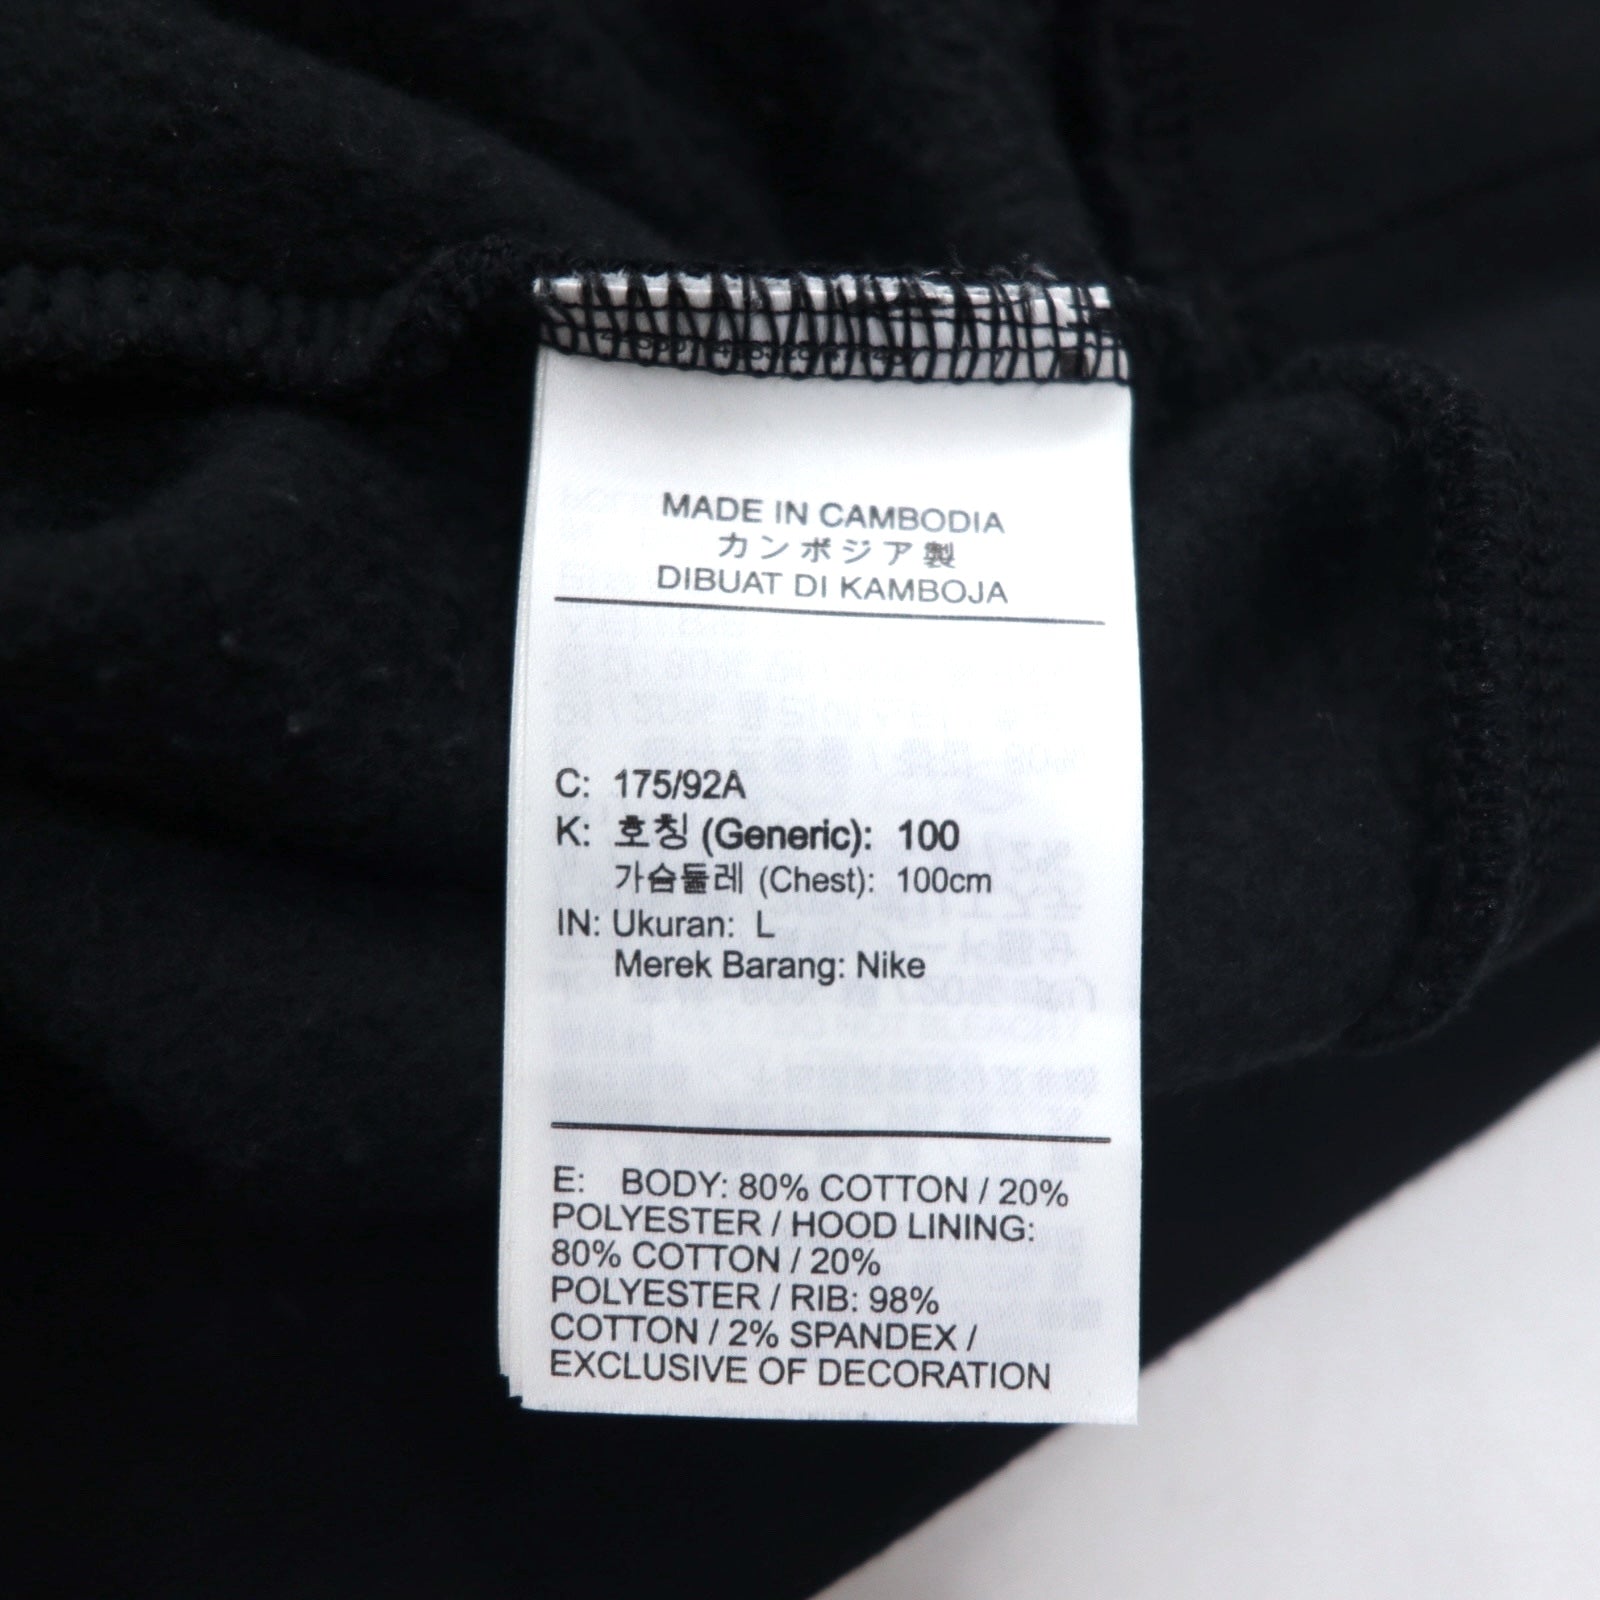 MADE IN CAMBODIA
カンボジア製
DIBUAT DI KAMBOJA
C: 175/92A
K: 호칭 (Generic): 100
가슴둘레 (Chest): 100cm
IN: Ukuran: L
Merek Barang: Nike
E: BODY: 80% COTTON / 20%
POLYESTER / HOOD LINING:
80% COTTON / 20%
POLYESTER / RIB: 98%
COTTON / 2% SPANDEX /
EXCLUSIVE OF DECORATION